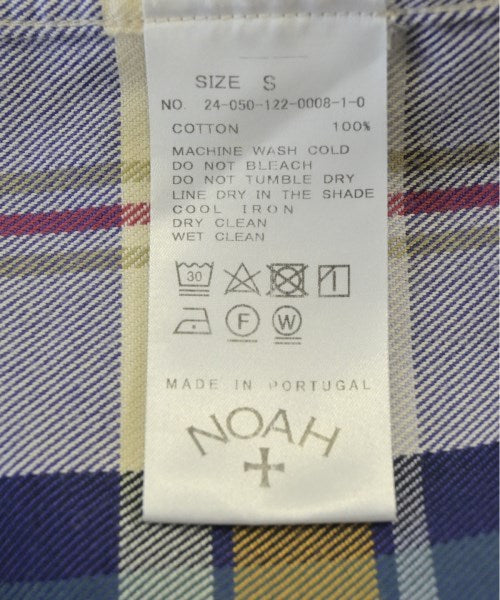 SIZE S
NO. 24-050-122-0008-1-0
COTTON 100%
MACHINE WASH COLD
DO NOT BLEACH
DO NOT TUMBLE DRY
LINE DRY IN THE SHADE
COOL IRON
DRY CLEAN
WET CLEAN
30
F W
MADE IN PORTUGAL
NOAH